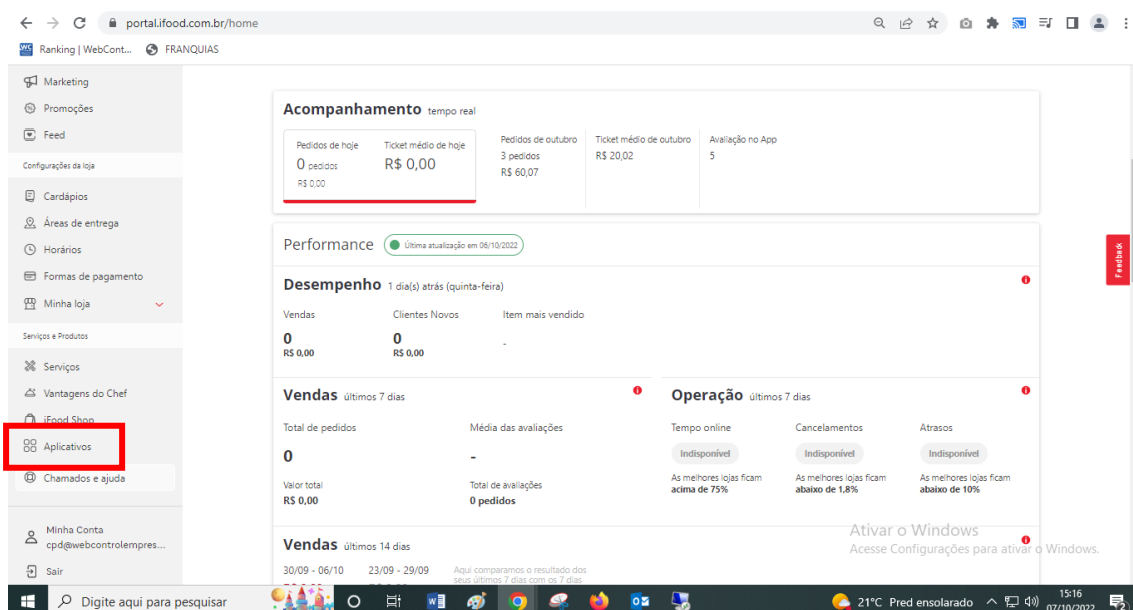 portal.ifood.com.br/home
Ranking | WebCont...
FRANQUIAS
Marketing
Promoções
Feed
Configurações da loja
Cardápios
Áreas de entrega
Horários
Formas de pagamento
Minha loja
Serviços e Produtos
Serviços
Vantagens do Chef
iFood Shop
Aplicativos
Chamados e ajuda
Minha Conta
cpd@webcontrolempres...
Sair
Acompanhamento tempo real
Pedidos de hoje
0 pedidos
R$ 0,00
Ticket médio de hoje
R$ 0,00
Pedidos de outubro
3 pedidos
R$ 60,07
Ticket médio de outubro
R$ 20,02
Avaliação no App
5
Performance
Última atualização em 06/10/2022
Desempenho 1 dia(s) atrás (quinta-feira)
Vendas
0
R$ 0,00
Clientes Novos
0
R$ 0,00
Item mais vendido
-
Vendas últimos 7 dias
Total de pedidos
0
Média das avaliações
-
Valor total
R$ 0,00
Total de avaliações
0 pedidos
Operação últimos 7 dias
Tempo online
Indisponível
As melhores lojas ficam
acima de 75%
Cancelamentos
Indisponível
As melhores lojas ficam
abaixo de 1,8%
Atrasos
Indisponível
As melhores lojas ficam
abaixo de 10%
Vendas últimos 14 dias
30/09 - 06/10
23/09 - 29/09
Aqui comparamos o resultado dos
seus últimos 7 dias com os 7 dias
Feedback
Ativar o Windows
Acesse Configurações para ativar o Windows.
Digite aqui para pesquisar
21°C Pred ensolarado
15:16
07/10/2022